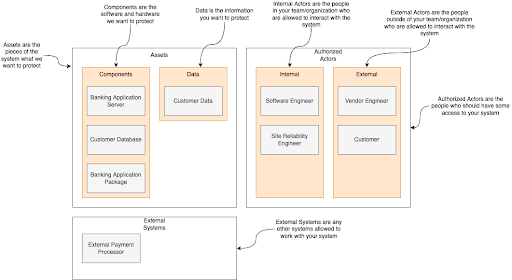 Components are the
software and hardware
we want to protect
Data is the information
you want to protect
Internal Actors are the people
in your team/organization who
are allowed to interact with the
system
External Actors are the people
outside of your team/organization
who are allowed to interact with the
system
Assets are the
pieces of the
system what we
want to protect
Assets
Components
Data
Banking Application
Server
Customer Data
Customer Database
Banking Application
Package
Authorized
Actors
Internal
External
Software Engineer
Vendor Engineer
Site Reliability
Engineer
Customer
Authorized Actors are the
people who should have some
access to your system
External
Systems
External Payment
Processor
External Systems are any
other systems allowed to
work with your system